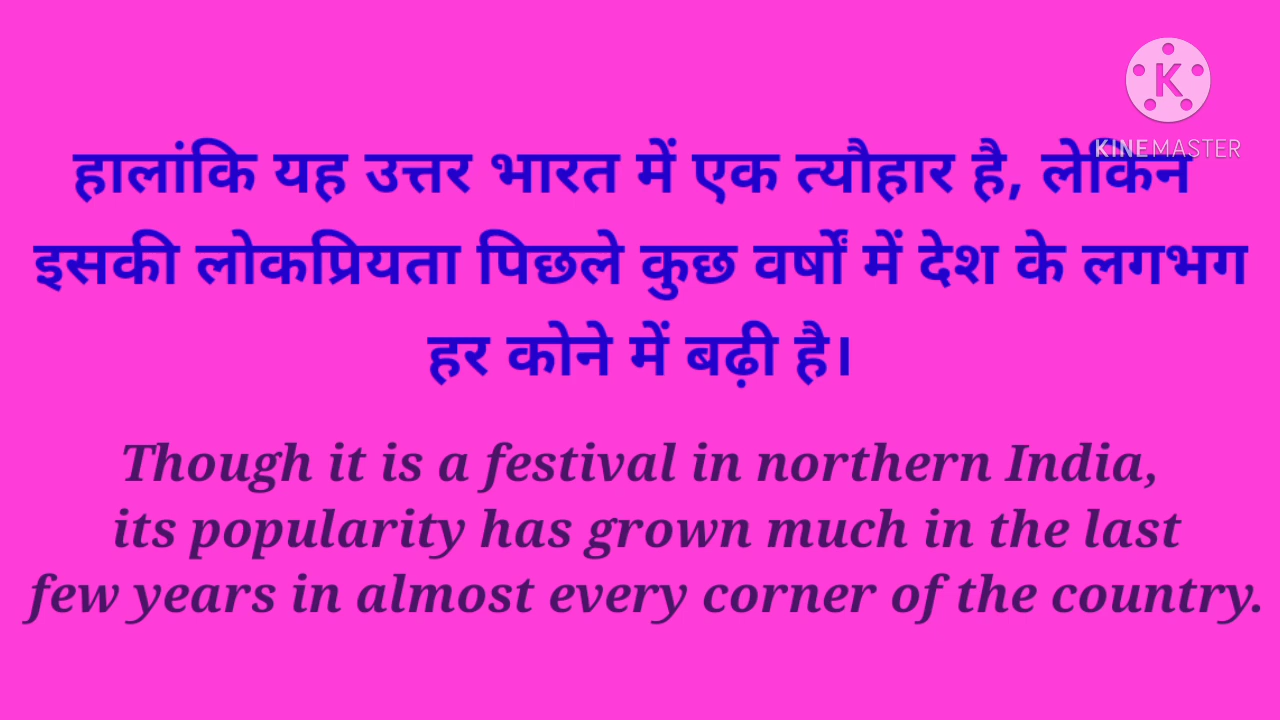 KINEMASTER
हालांकि यह उत्तर भारत में एक त्यौहार है, लेकिन
इसकी लोकप्रियता पिछले कुछ वर्षों में देश के लगभग
हर कोने में बढ़ी है।
Though it is a festival in northern India,
its popularity has grown much in the last
few years in almost every corner of the country.